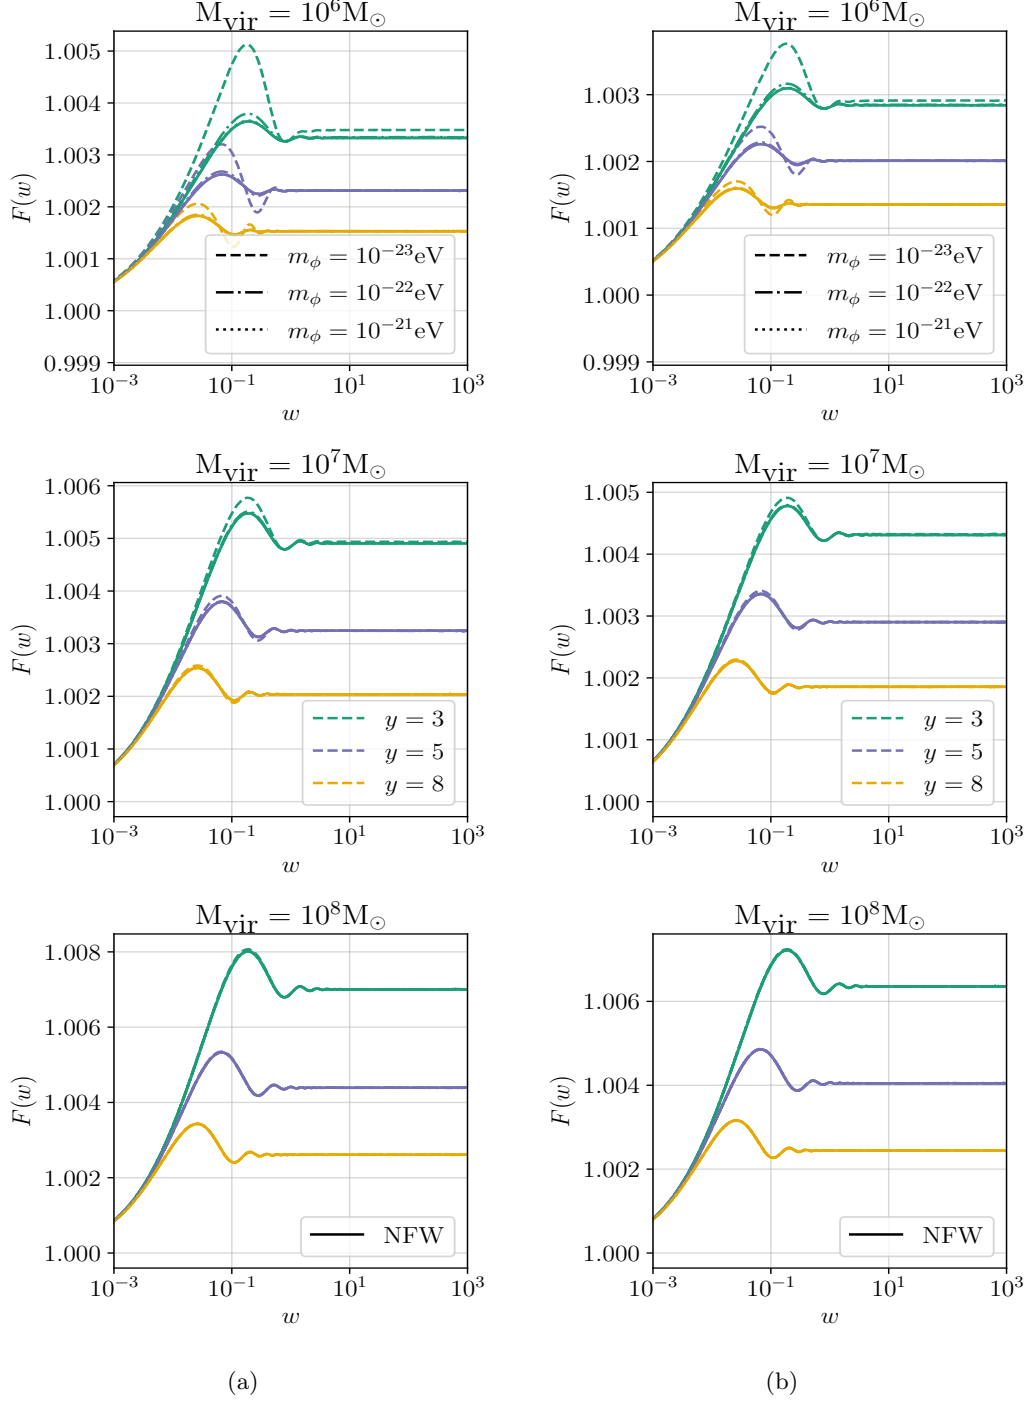 M_vir = 10^6 M_⊙
F(w)
1.005
1.004
1.003
1.002
1.001
1.000
0.999
m_ϕ = 10^−23 eV
m_ϕ = 10^−22 eV
m_ϕ = 10^−21 eV
10^−3 10^−1 10^1 10^3
w
M_vir = 10^6 M_⊙
F(w)
1.003
1.002
1.001
1.000
0.999
m_ϕ = 10^−23 eV
m_ϕ = 10^−22 eV
m_ϕ = 10^−21 eV
10^−3 10^−1 10^1 10^3
w
M_vir = 10^7 M_⊙
F(w)
1.006
1.005
1.004
1.003
1.002
1.001
1.000
y = 3
y = 5
y = 8
10^−3 10^−1 10^1 10^3
w
M_vir = 10^7 M_⊙
F(w)
1.005
1.004
1.003
1.002
1.001
1.000
y = 3
y = 5
y = 8
10^−3 10^−1 10^1 10^3
w
M_vir = 10^8 M_⊙
F(w)
1.008
1.006
1.004
1.002
1.000
NFW
10^−3 10^−1 10^1 10^3
w
M_vir = 10^8 M_⊙
F(w)
1.006
1.004
1.002
1.000
NFW
10^−3 10^−1 10^1 10^3
w
(a)
(b)